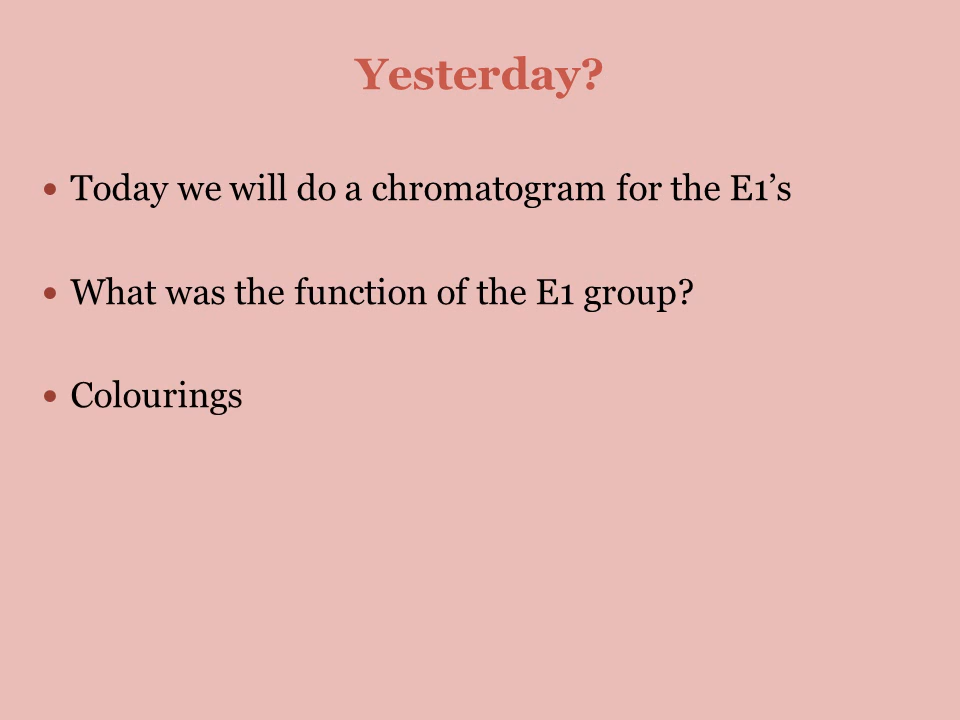 Yesterday?
• Today we will do a chromatogram for the E1’s
• What was the function of the E1 group?
• Colourings